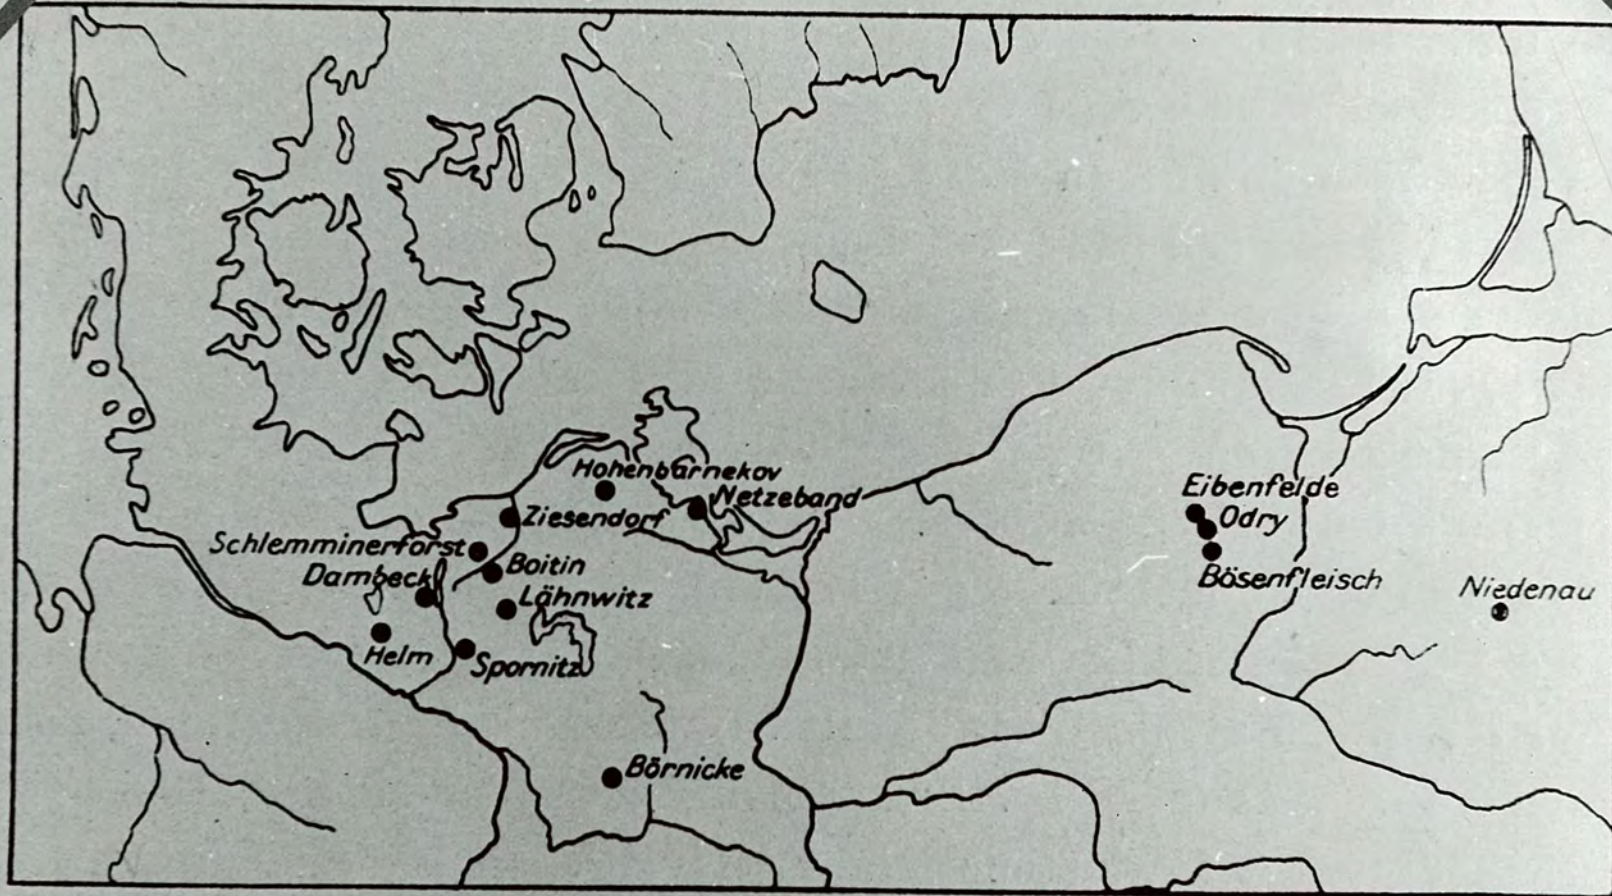 Hohenbarnekov
Netzeband
Ziesendorf
Schlemminerforst
Boitin
Dambeck
Lähnwitz
Helm
Spornitz
Börnicke
Eibenfelde
Odry
Bösenfleisch
Niedenau